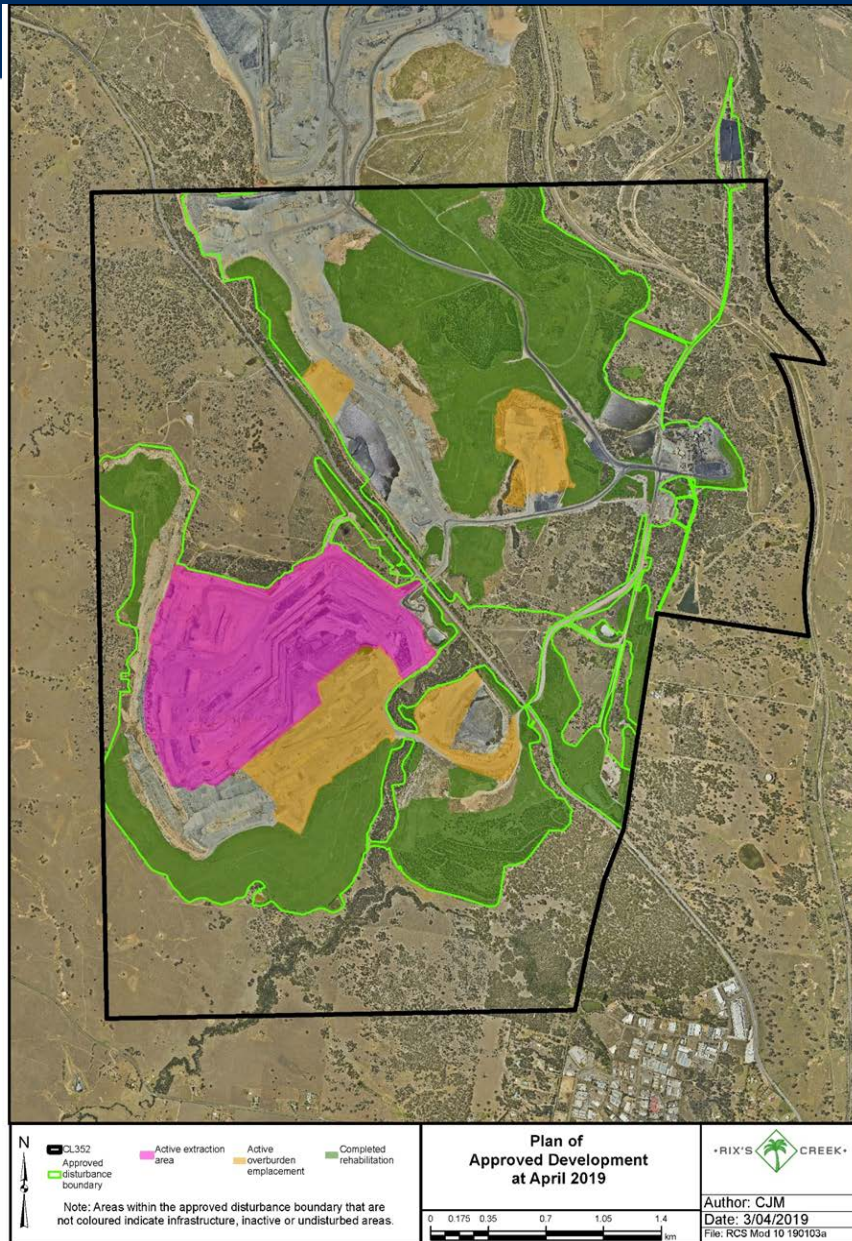 N
CL352
Approved
disturbance
boundary
Active extraction
area
Active
overburden
emplacement
Completed
rehabilitation
Note: Areas within the approved disturbance boundary that are
not coloured indicate infrastructure, inactive or undisturbed areas.
Plan of
Approved Development
at April 2019
0 0.175 0.35 0.7 1.05 1.4
km
•RIX'S CREEK•
Author: CJM
Date: 3/04/2019
File: RCS Mod 10 190103a